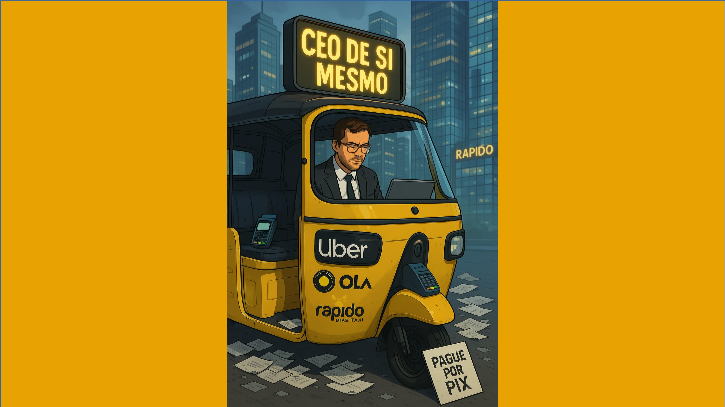 CEO DE SI
MESMO
RAPIDO
Uber
OLA
rapido
PAGUE
POR
PIX